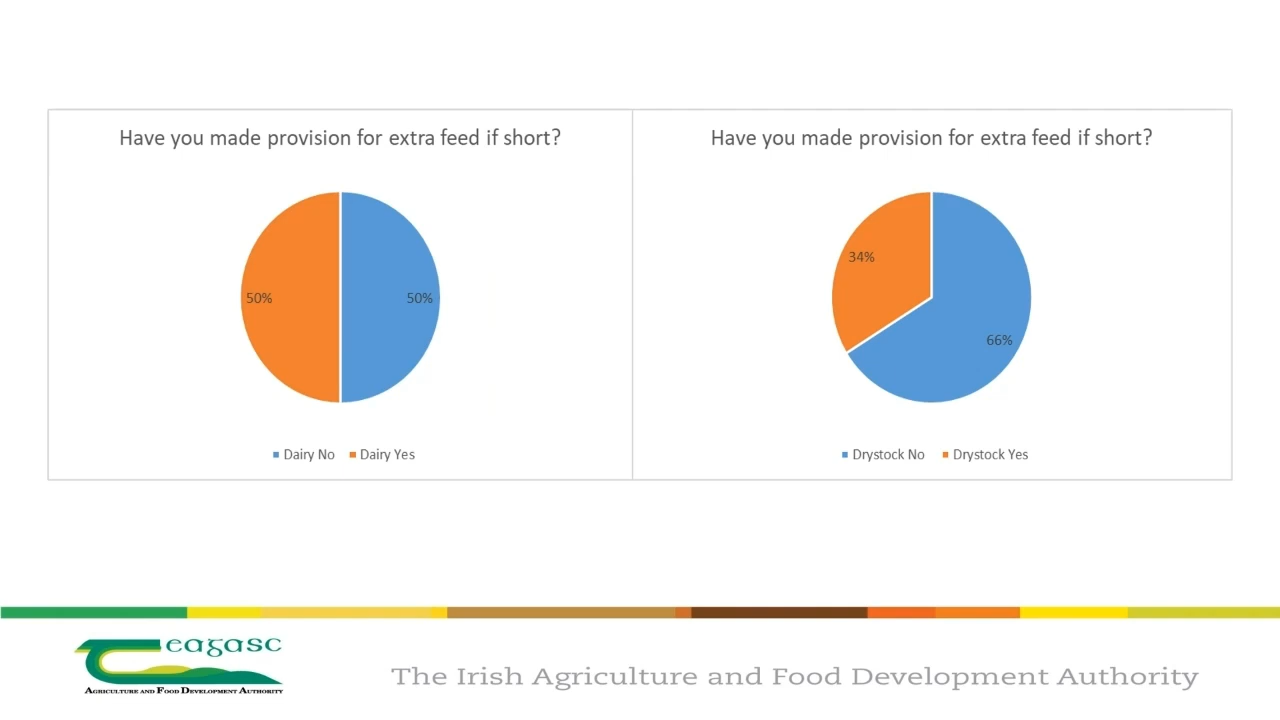 Have you made provision for extra feed if short?
50%
50%
Dairy No
Dairy Yes
Have you made provision for extra feed if short?
34%
66%
Drystock No
Drystock Yes
eagasc
AGRICULTURE AND FOOD DEVELOPMENT AUTHORITY
The Irish Agriculture and Food Development Authority